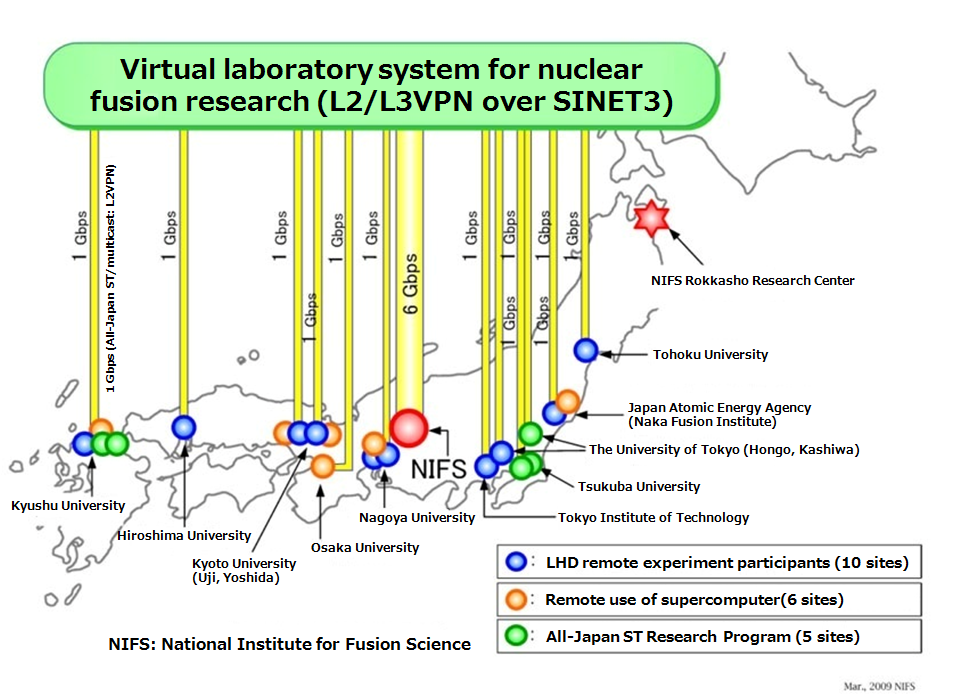 Virtual laboratory system for nuclear
fusion research (L2/L3VPN over SINET3)
1 Gbps
1 Gbps (All-Japan ST/multicast: L2VPN)
1 Gbps
1 Gbps
1 Gbps
1 Gbps
1 Gbps
6 Gbps
1 Gbps
1 Gbps
1 Gbps
1 Gbps
1 Gbps
1 Gbps
NIFS Rokkasho Research Center
Tohoku University
Japan Atomic Energy Agency
(Naka Fusion Institute)
The University of Tokyo (Hongo, Kashiwa)
NIFS
Tsukuba University
Kyushu University
Nagoya University
Tokyo Institute of Technology
Hiroshima University
Osaka University
Kyoto University
(Uji, Yoshida)
: LHD remote experiment participants (10 sites)
: Remote use of supercomputer(6 sites)
: All-Japan ST Research Program (5 sites)
NIFS: National Institute for Fusion Science
Mar., 2009 NIFS